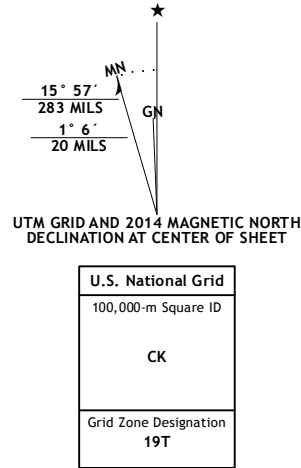 ★
MN
GN
15° 57´
283 MILS
1° 6´
20 MILS
UTM GRID AND 2014 MAGNETIC NORTH
DECLINATION AT CENTER OF SHEET
U.S. National Grid
100,000-m Square ID
CK
Grid Zone Designation
19T